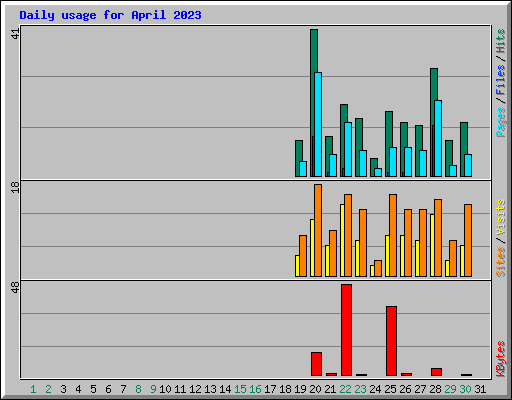 Daily usage for April 2023
41
Pages / Files / Hits
18
Sites / Visits
48
KBytes
1 2 3 4 5 6 7 8 9 10 11 12 13 14 15 16 17 18 19 20 21 22 23 24 25 26 27 28 29 30 31